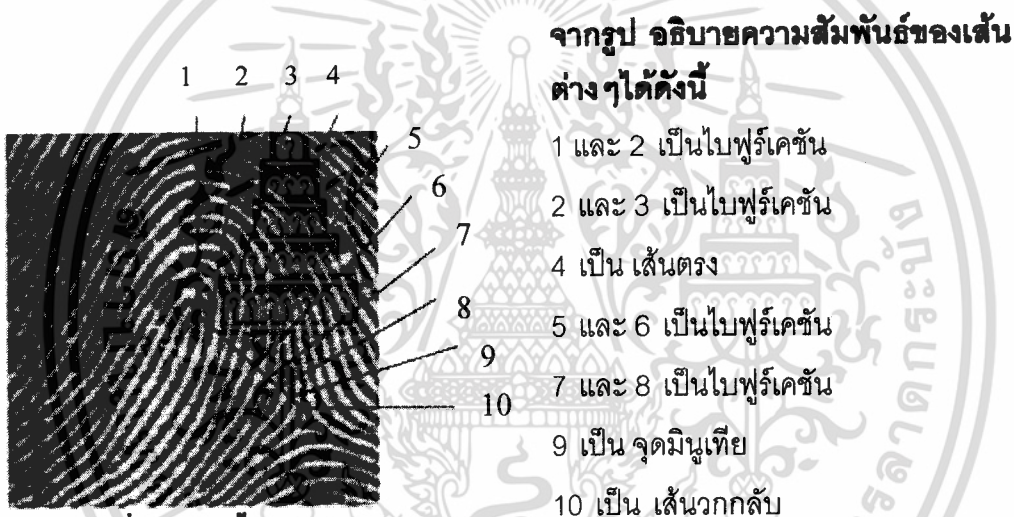 จากรูป อธิบายความสัมพันธ์ของเส้น
ต่างๆได้ดังนี้
1 2 3 4
5
6
7
8
9
10
1 และ 2 เป็นไบฟูร์เคชัน
2 และ 3 เป็นไบฟูร์เคชัน
4 เป็น เส้นตรง
5 และ 6 เป็นไบฟูร์เคชัน
7 และ 8 เป็นไบฟูร์เคชัน
9 เป็น จุดมินูเทีย
10 เป็น เส้นวกกลับ